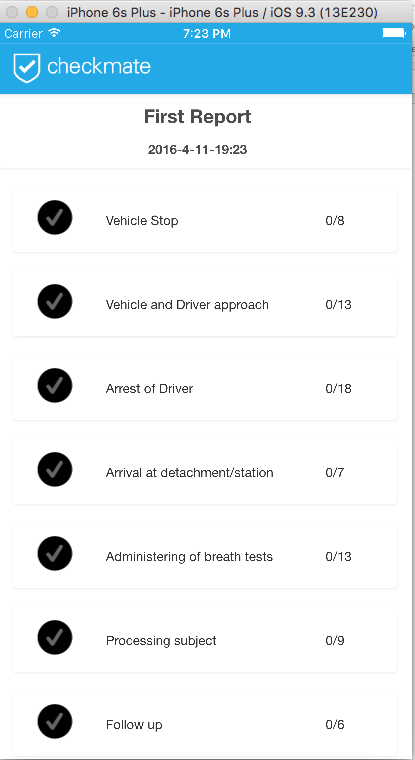 iPhone 6s Plus - iPhone 6s Plus / iOS 9.3 (13E230)
Carrier 7:23 PM
checkmate
First Report
2016-4-11-19:23
Vehicle Stop 0/8
Vehicle and Driver approach 0/13
Arrest of Driver 0/18
Arrival at detachment/station 0/7
Administering of breath tests 0/13
Processing subject 0/9
Follow up 0/6